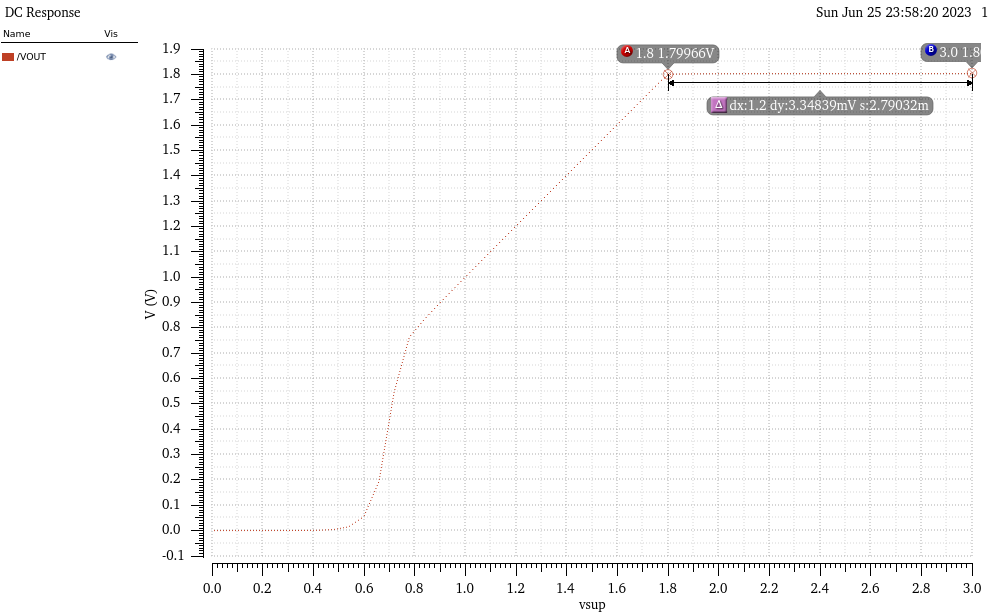 DC Response
Sun Jun 25 23:58:20 2023 1
Name Vis
/VOUT
A 1.8 1.79966V
B 3.0 1.8
Δ dx:1.2 dy:3.34839mV s:2.79032m
V (V)
1.9
1.8
1.7
1.6
1.5
1.4
1.3
1.2
1.1
1.0
0.9
0.8
0.7
0.6
0.5
0.4
0.3
0.2
0.1
0.0
-0.1
0.0 0.2 0.4 0.6 0.8 1.0 1.2 1.4 1.6 1.8 2.0 2.2 2.4 2.6 2.8 3.0
vsup